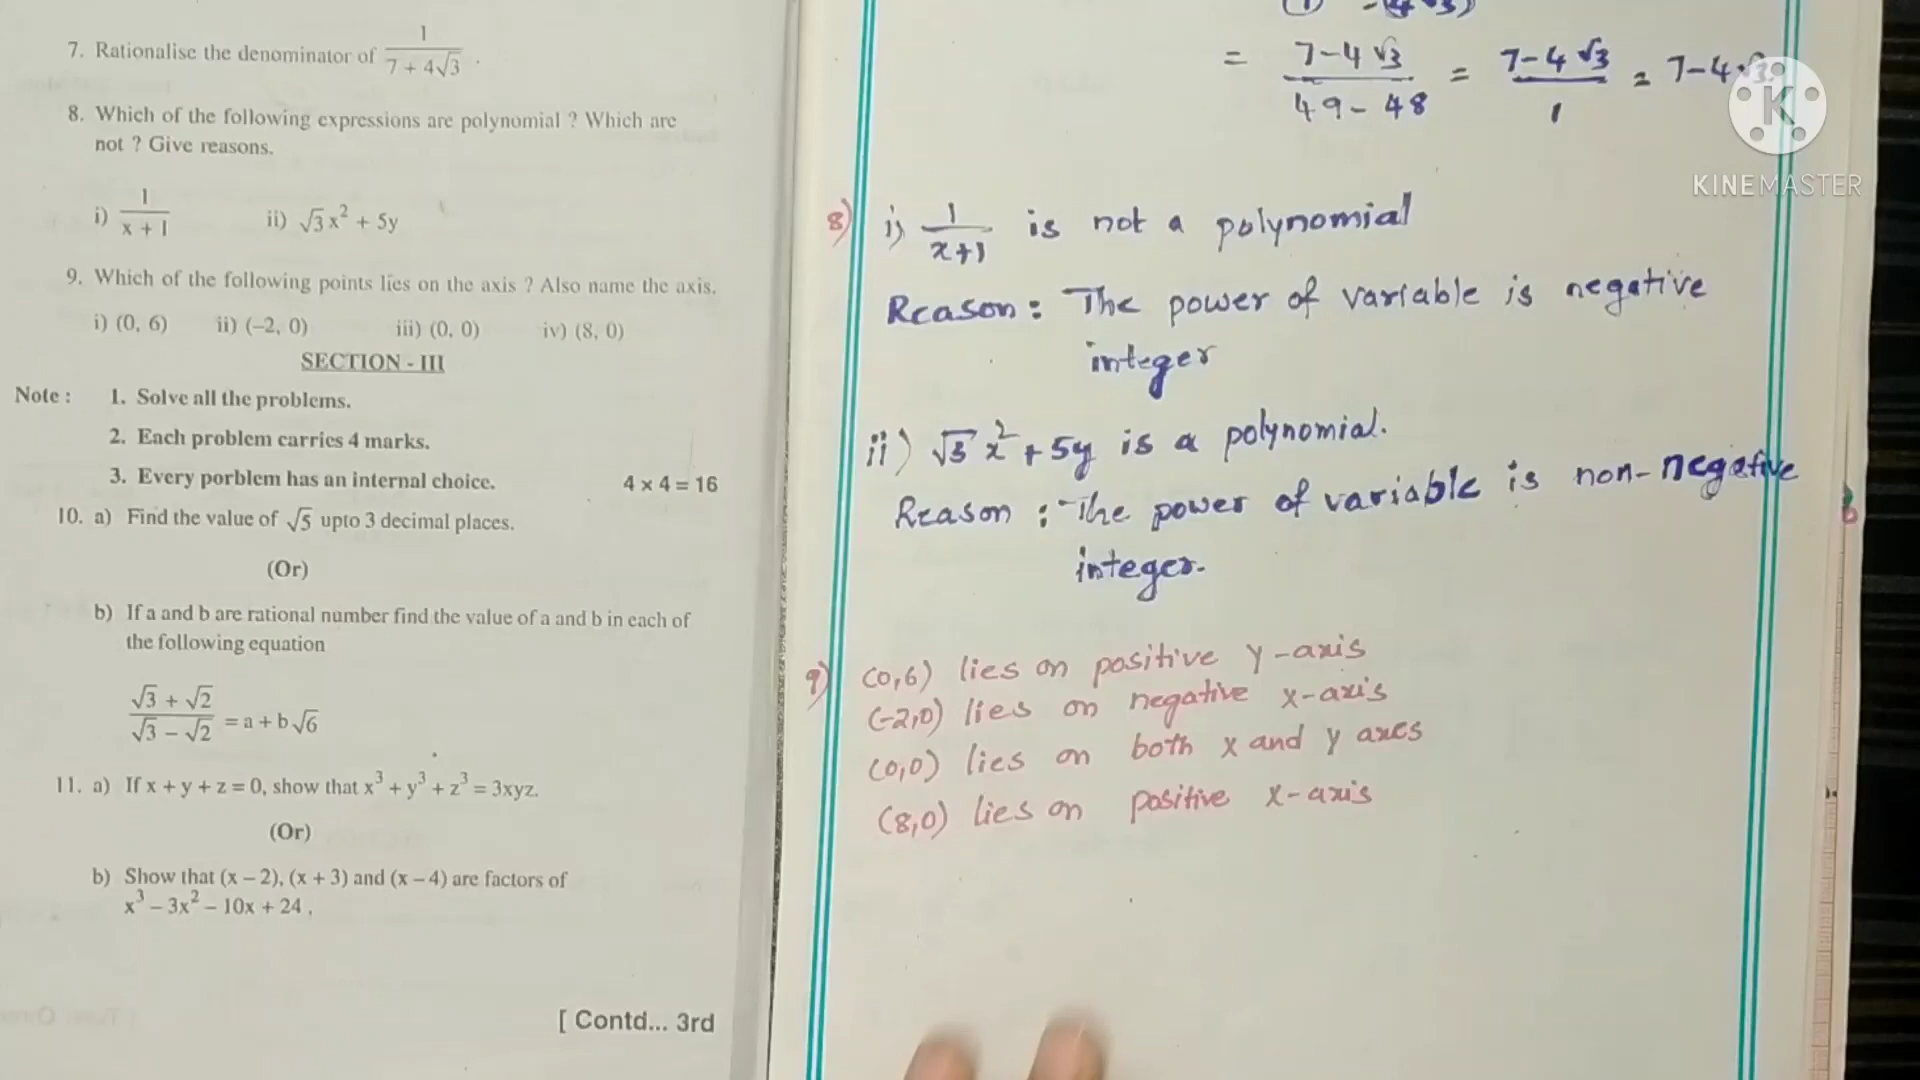 7. Rationalise the denominator of 1/(7 + 4√3) .
8. Which of the following expressions are polynomial ? Which are
not ? Give reasons.
i) 1/(x + 1) ii) √3x² + 5y
9. Which of the following points lies on the axis ? Also name the axis.
i) (0, 6) ii) (–2, 0) iii) (0, 0) iv) (8, 0)
SECTION - III
Note : 1. Solve all the problems.
2. Each problem carries 4 marks.
3. Every porblem has an internal choice. 4 × 4 = 16
10. a) Find the value of √5 upto 3 decimal places.
(Or)
b) If a and b are rational number find the value of a and b in each of
the following equation
(√3 + √2)/(√3 – √2) = a + b√6
11. a) If x + y + z = 0, show that x³ + y³ + z³ = 3xyz.
(Or)
b) Show that (x – 2), (x + 3) and (x – 4) are factors of
x³ – 3x² – 10x + 24 ,
[ Contd... 3rd
= (7-4√3)/(49-48) = (7-4√3)/1 = 7-4√3
K
KINEMASTER
8) i) 1/(x+1) is not a polynomial
Reason: The power of variable is negative
integer
ii) √3 x² + 5y is a polynomial.
Reason : The power of variable is non-negative
integer.
9) (0,6) lies on positive y-axis
(-2,0) lies on negative x-axis
(0,0) lies on both x and y axes
(8,0) lies on positive x-axis